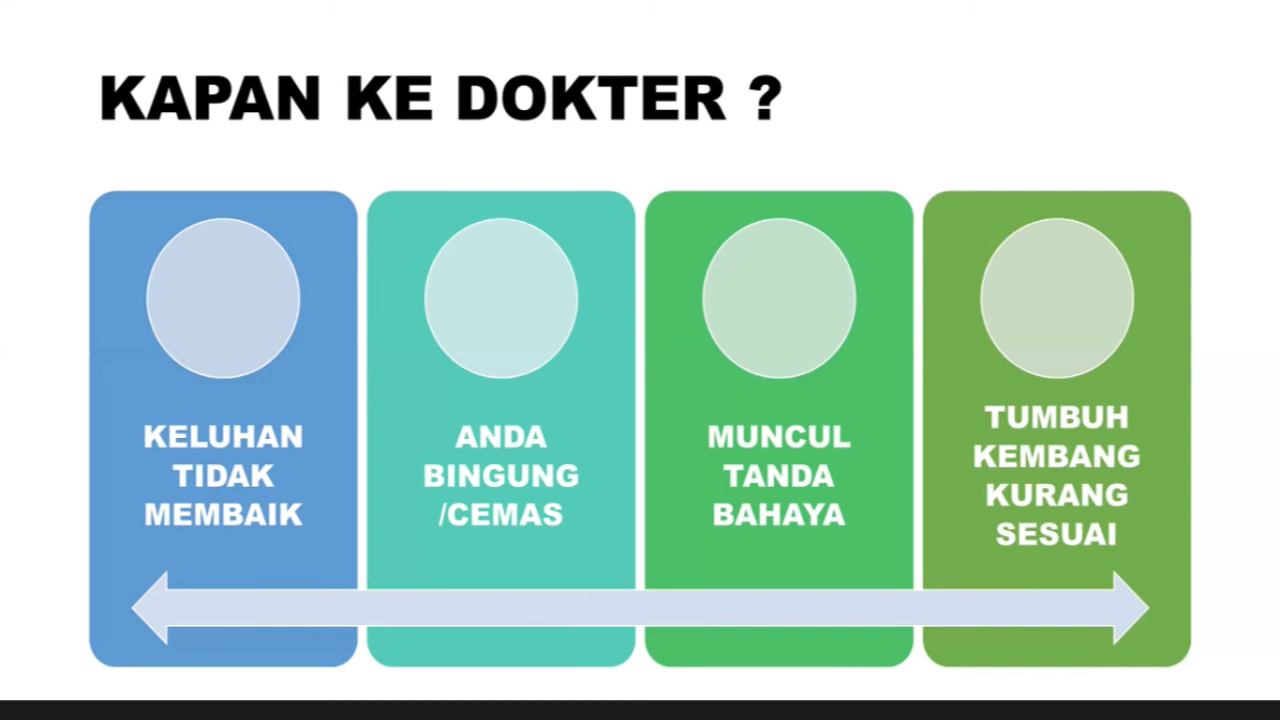 KAPAN KE DOKTER ?
KELUHAN
TIDAK
MEMBAIK
ANDA
BINGUNG
/CEMAS
MUNCUL
TANDA
BAHAYA
TUMBUH
KEMBANG
KURANG
SESUAI